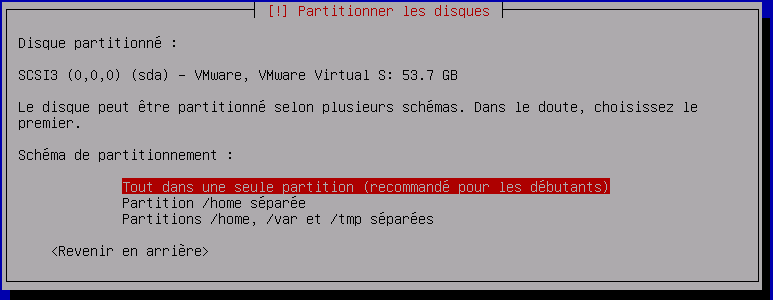 [!] Partitionner les disques
Disque partitionné :
SCSI3 (0,0,0) (sda) – VMware, VMware Virtual S: 53.7 GB
Le disque peut être partitionné selon plusieurs schémas. Dans le doute, choisissez le
premier.
Schéma de partitionnement :
Tout dans une seule partition (recommandé pour les débutants)
Partition /home séparée
Partitions /home, /var et /tmp séparées
<Revenir en arrière>